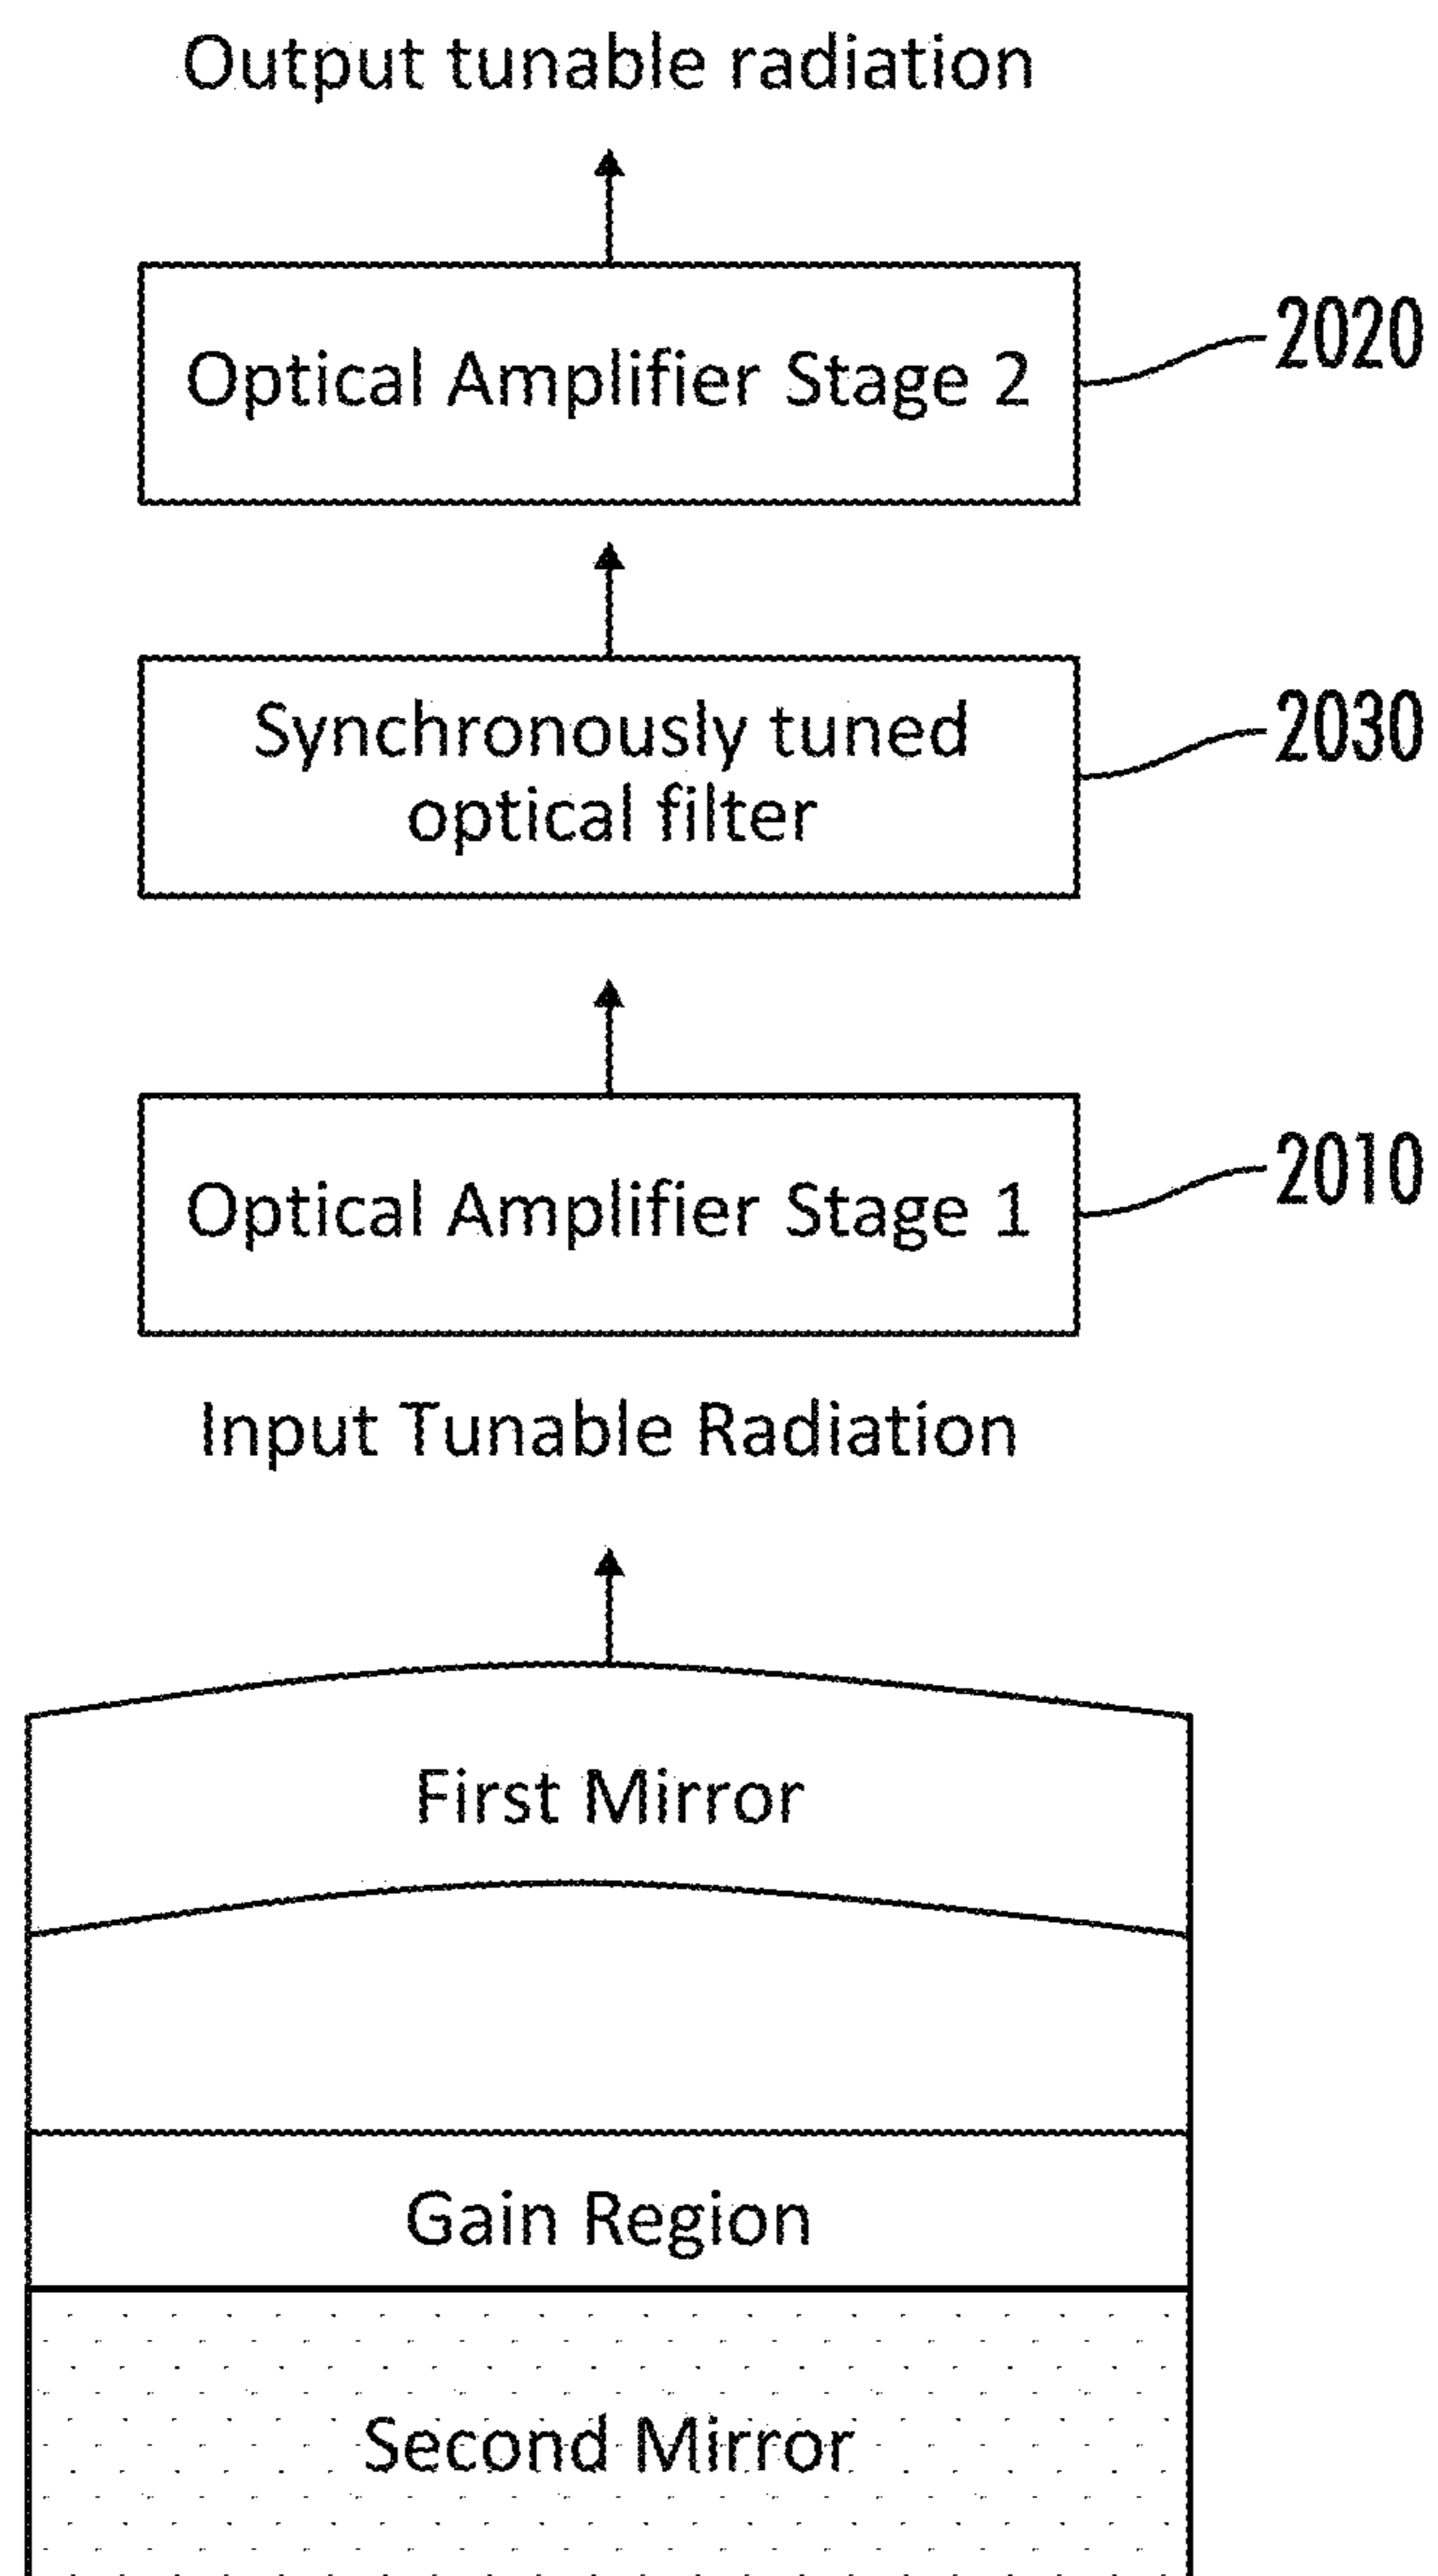 Output tunable radiation
Optical Amplifier Stage 2
2020
Synchronously tuned
optical filter
2030
Optical Amplifier Stage 1
2010
Input Tunable Radiation
First Mirror
Gain Region
Second Mirror